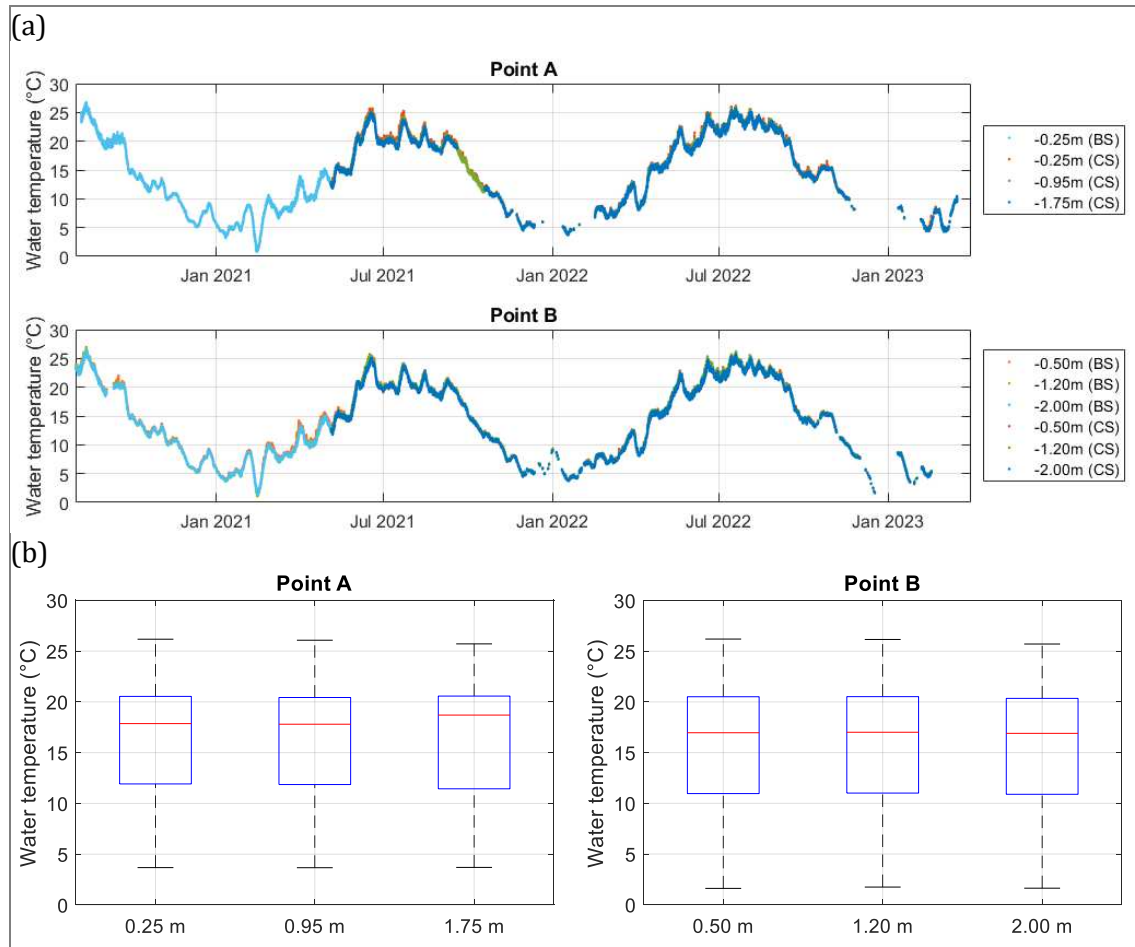 (a)
Point A
Water temperature (°C)
30
25
20
15
10
5
0
Jan 2021
Jul 2021
Jan 2022
Jul 2022
Jan 2023
-0.25m (BS)
-0.25m (CS)
-0.95m (CS)
-1.75m (CS)
Point B
Water temperature (°C)
30
25
20
15
10
5
0
Jan 2021
Jul 2021
Jan 2022
Jul 2022
Jan 2023
-0.50m (BS)
-1.20m (BS)
-2.00m (BS)
-0.50m (CS)
-1.20m (CS)
-2.00m (CS)
(b)
Point A
Water temperature (°C)
30
25
20
15
10
5
0
0.25 m
0.95 m
1.75 m
Point B
Water temperature (°C)
30
25
20
15
10
5
0
0.50 m
1.20 m
2.00 m